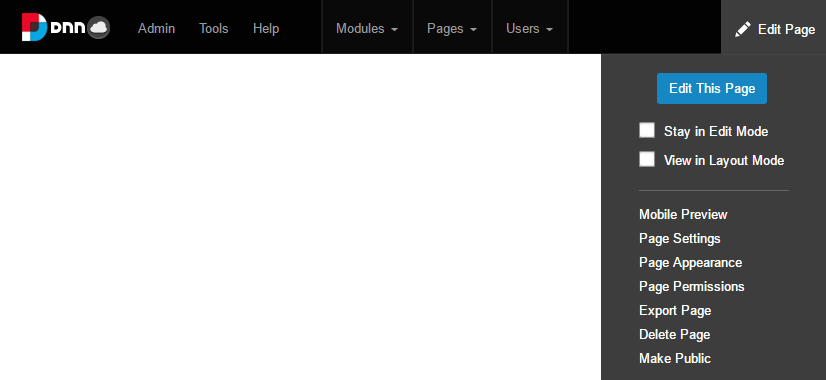 DNN Admin Tools Help Modules Pages Users Edit Page
Edit This Page
Stay in Edit Mode
View in Layout Mode
Mobile Preview
Page Settings
Page Appearance
Page Permissions
Export Page
Delete Page
Make Public